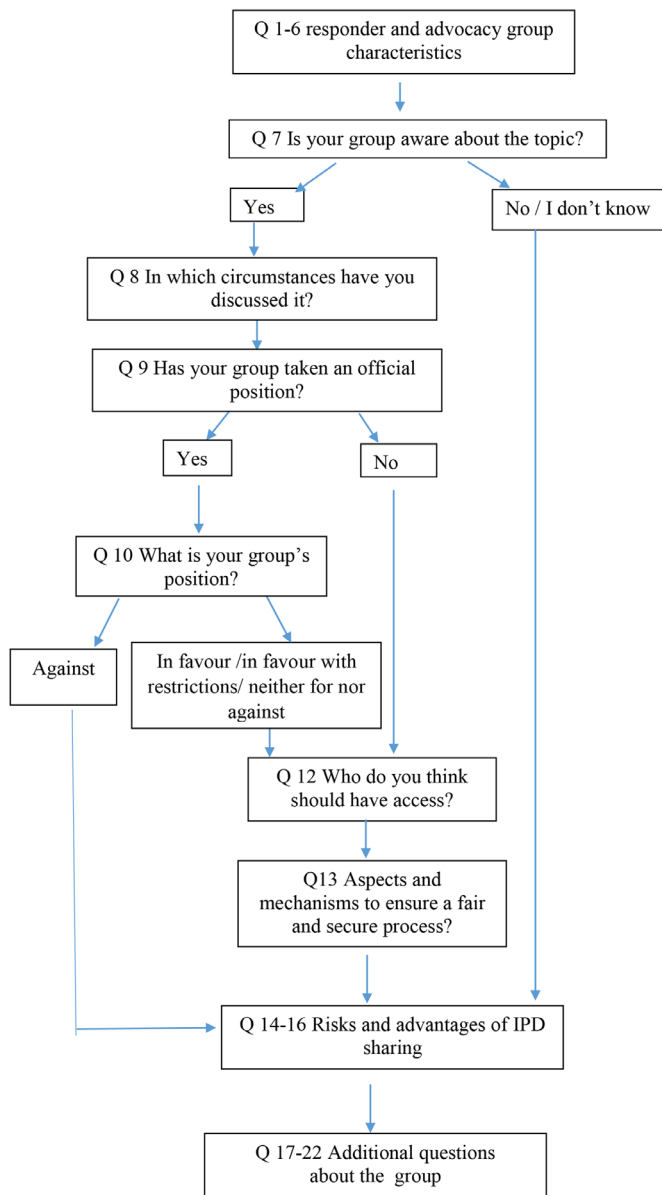 Q 1-6 responder and advocacy group
characteristics
Q 7 Is your group aware about the topic?
Yes
No / I don’t know
Q 8 In which circumstances have you
discussed it?
Q 9 Has your group taken an official
position?
Yes
No
Q 10 What is your group’s
position?
Against
In favour /in favour with
restrictions/ neither for nor
against
Q 12 Who do you think
should have access?
Q13 Aspects and
mechanisms to ensure a fair
and secure process?
Q 14-16 Risks and advantages of IPD
sharing
Q 17-22 Additional questions
about the group